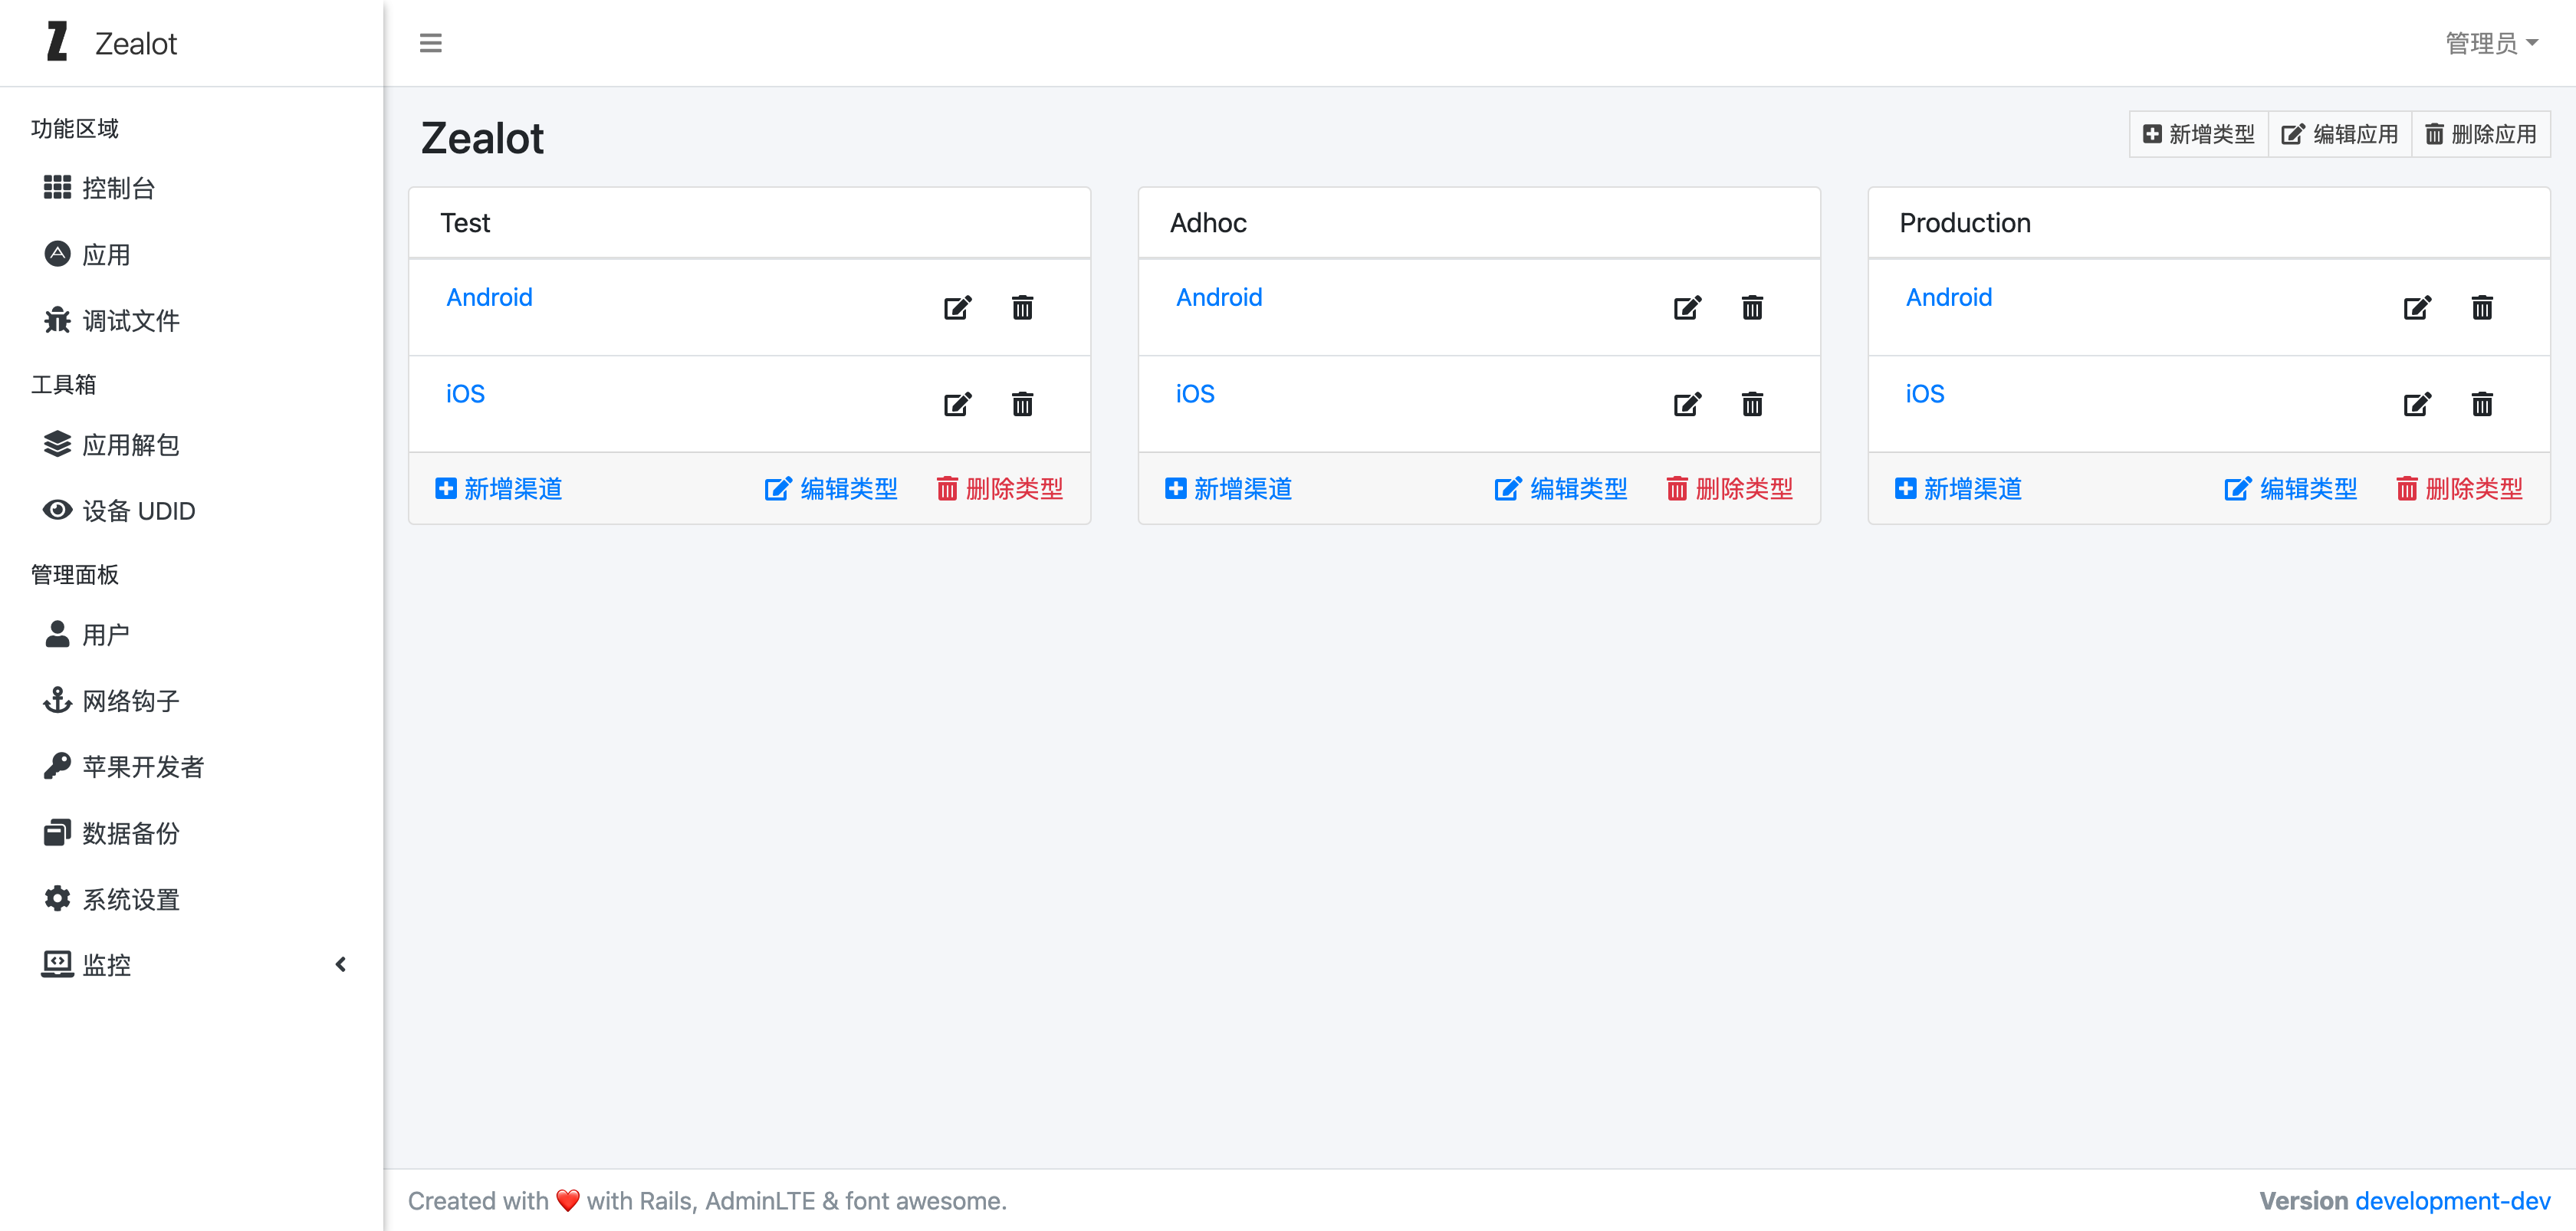 Zealot
管理员
功能区域
控制台
应用
调试文件
工具箱
应用解包
设备 UDID
管理面板
用户
网络钩子
苹果开发者
数据备份
系统设置
监控
Zealot
新增类型 编辑应用 删除应用
Test
Android
iOS
新增渠道 编辑类型 删除类型
Adhoc
Android
iOS
新增渠道 编辑类型 删除类型
Production
Android
iOS
新增渠道 编辑类型 删除类型
Created with ❤️ with Rails, AdminLTE & font awesome.
Version development-dev